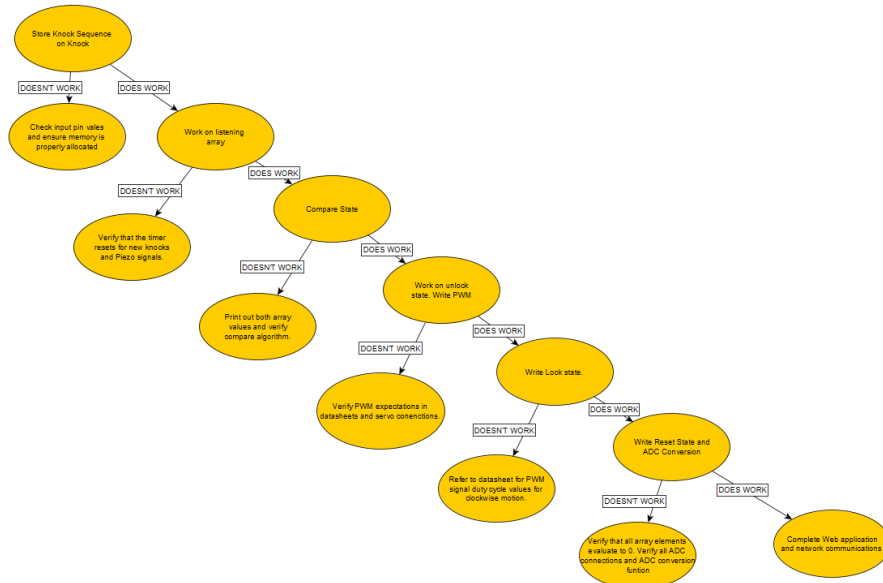 Store Knock Sequence
on Knock
DOESN'T WORK
DOES WORK
Check input pin vales
and ensure memory is
properly allocated
Work on listening
array
DOESN'T WORK
DOES WORK
Verify that the timer
resets for new knocks
and Piezo signals.
Compare State
DOESN'T WORK
DOES WORK
Print out both array
values and verify
compare algorithm.
Work on unlock
state. Write PWM
DOESN'T WORK
DOES WORK
Verify PWM expectations in
datasheets and servo conenctions.
Write Lock state.
DOESN'T WORK
DOES WORK
Refer to datasheet for PWM
signal duty cycle values for
clockwise motion.
Write Reset State and
ADC Conversion
DOESN'T WORK
DOES WORK
Verify that all array elements
evaluate to 0. Verify all ADC
connections and ADC conversion
funtion
Complete Web application
and network communications